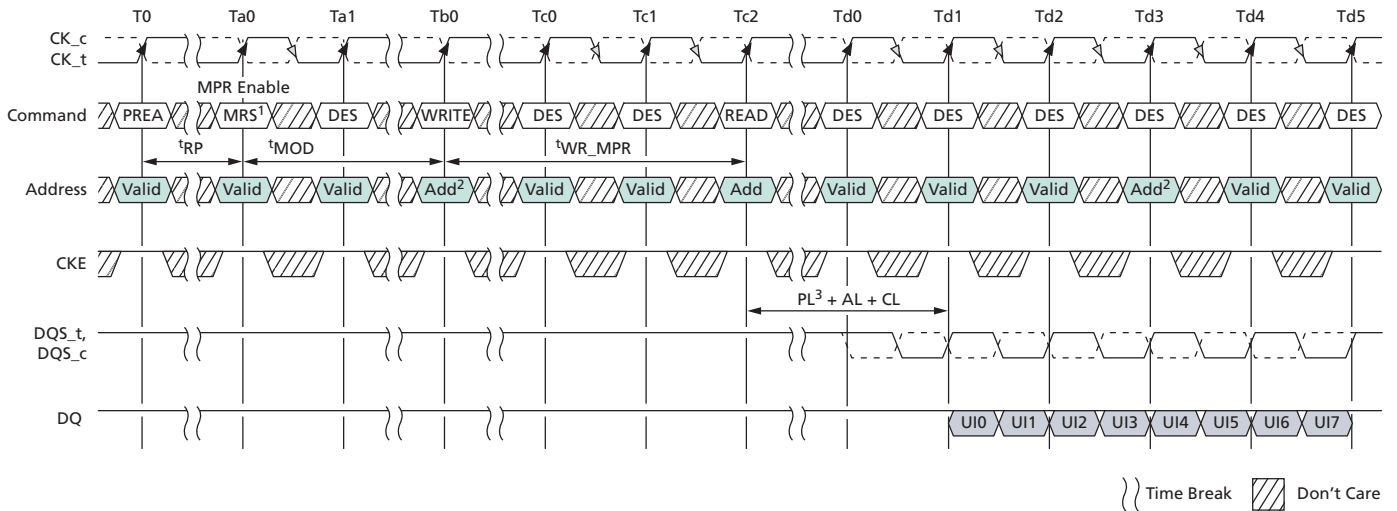 T0 Ta0 Ta1 Tb0 Tc0 Tc1 Tc2 Td0 Td1 Td2 Td3 Td4 Td5
CK_c
CK_t
MPR Enable
Command PREA MRS¹ DES WRITE DES DES READ DES DES DES DES DES DES
tRP tMOD tWR_MPR
Address Valid Valid Valid Add² Valid Valid Add Valid Valid Valid Add² Valid Valid
CKE
PL³ + AL + CL
DQS_t,
DQS_c
DQ UI0 UI1 UI2 UI3 UI4 UI5 UI6 UI7
Time Break Don't Care